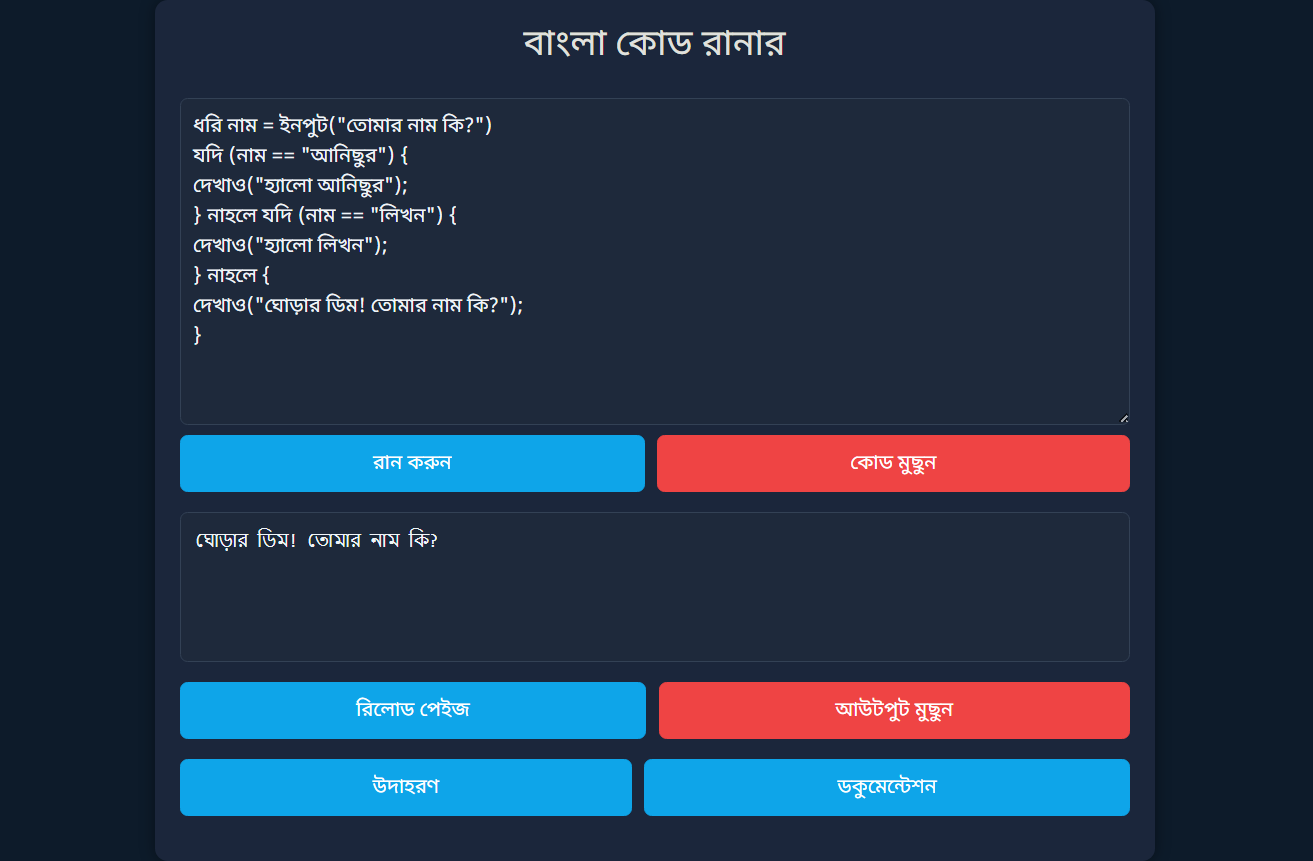 বাংলা কোড রানার
ধরি নাম = ইনপুট("তোমার নাম কি?")
যদি (নাম == "আনিছুর") {
দেখাও("হ্যালো আনিছুর");
} নাহলে যদি (নাম == "লিখন") {
দেখাও("হ্যালো লিখন");
} নাহলে {
দেখাও("ঘোড়ার ডিম! তোমার নাম কি?");
}
রান করুন
কোড মুছুন
ঘোড়ার ডিম! তোমার নাম কি?
রিলোড পেইজ
আউটপুট মুছুন
উদাহরণ
ডকুমেন্টেশন